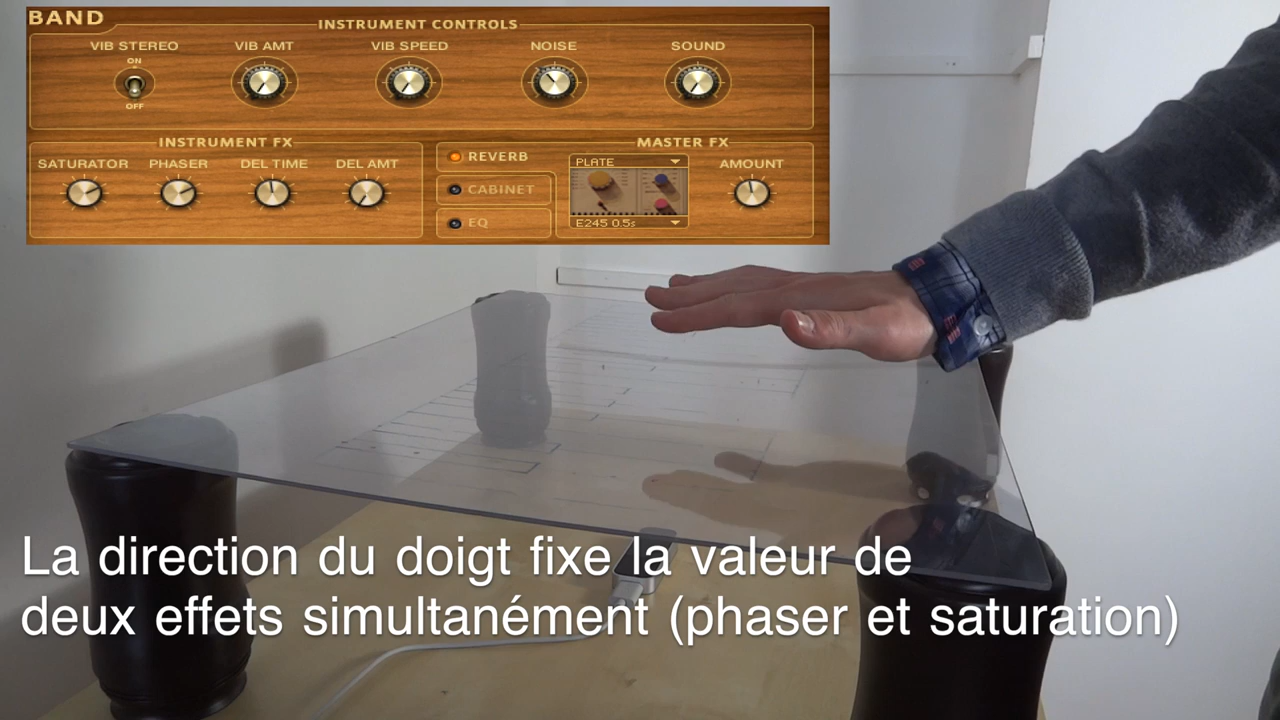 BAND
INSTRUMENT CONTROLS
VIB STEREO VIB AMT VIB SPEED NOISE SOUND
ON
OFF
INSTRUMENT FX
SATURATOR PHASER DEL TIME DEL AMT
REVERB
CABINET
EQ
MASTER FX
PLATE
E245 0.5s
AMOUNT
La direction du doigt fixe la valeur de
deux effets simultanément (phaser et saturation)